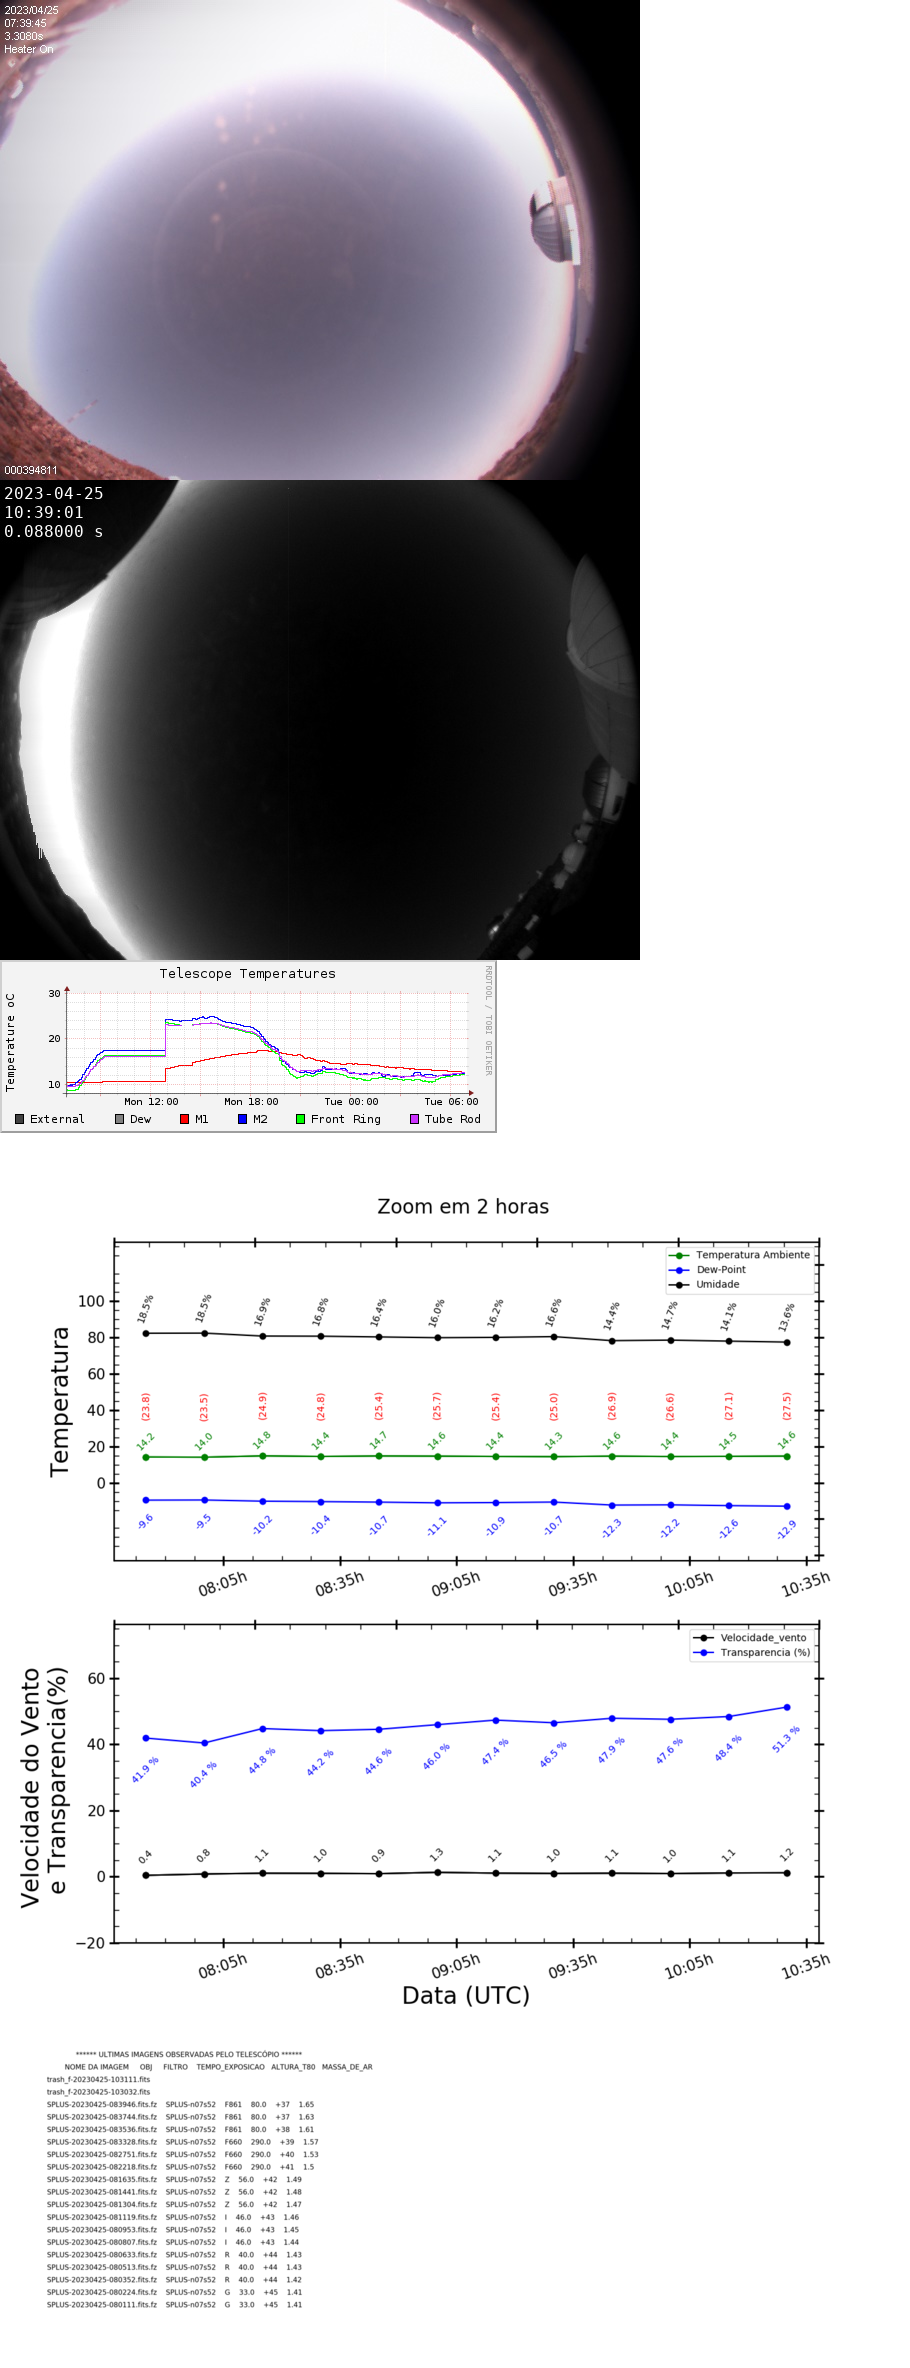 2023/04/25
07:39:45
3.3080s
Heater On
000394811
2023-04-25
10:39:01
0.088000 s
Telescope Temperatures
RRDTOOL / TOBI OETIKER
Temperature oC
30
20
10
Mon 12:00 Mon 18:00 Tue 00:00 Tue 06:00
External Dew M1 M2 Front Ring Tube Rod
Zoom em 2 horas
Temperatura Ambiente
Dew-Point
Umidade
Temperatura
100
80
60
40
20
0
18.5% 18.5% 16.9% 16.8% 16.4% 16.0% 16.2% 16.6% 14.4% 14.7% 14.1% 13.6%
(23.8) (23.5) (24.9) (24.8) (25.4) (25.7) (25.4) (25.0) (26.9) (26.6) (27.1) (27.5)
14.2 14.0 14.8 14.4 14.7 14.6 14.4 14.3 14.6 14.4 14.5 14.6
-9.6 -9.5 -10.2 -10.4 -10.7 -11.1 -10.9 -10.7 -12.3 -12.2 -12.6 -12.9
08:05h 08:35h 09:05h 09:35h 10:05h 10:35h
Velocidade_vento
Transparencia (%)
Velocidade do Vento
e Transparencia(%)
60
40
20
0
−20
41.9 % 40.4 % 44.8 % 44.2 % 44.6 % 46.0 % 47.4 % 46.5 % 47.9 % 47.6 % 48.4 % 51.3 %
0.4 0.8 1.1 1.0 0.9 1.3 1.1 1.0 1.1 1.0 1.1 1.2
08:05h 08:35h 09:05h 09:35h 10:05h 10:35h
Data (UTC)
****** ULTIMAS IMAGENS OBSERVADAS PELO TELESCÓPIO ******
NOME DA IMAGEM OBJ FILTRO TEMPO_EXPOSICAO ALTURA_T80 MASSA_DE_AR
trash_f-20230425-103111.fits
trash_f-20230425-103032.fits
SPLUS-20230425-083946.fits.fz SPLUS-n07s52 F861 80.0 +37 1.65
SPLUS-20230425-083744.fits.fz SPLUS-n07s52 F861 80.0 +37 1.63
SPLUS-20230425-083536.fits.fz SPLUS-n07s52 F861 80.0 +38 1.61
SPLUS-20230425-083328.fits.fz SPLUS-n07s52 F660 290.0 +39 1.57
SPLUS-20230425-082751.fits.fz SPLUS-n07s52 F660 290.0 +40 1.53
SPLUS-20230425-082218.fits.fz SPLUS-n07s52 F660 290.0 +41 1.5
SPLUS-20230425-081635.fits.fz SPLUS-n07s52 Z 56.0 +42 1.49
SPLUS-20230425-081441.fits.fz SPLUS-n07s52 Z 56.0 +42 1.48
SPLUS-20230425-081304.fits.fz SPLUS-n07s52 Z 56.0 +42 1.47
SPLUS-20230425-081119.fits.fz SPLUS-n07s52 I 46.0 +43 1.46
SPLUS-20230425-080953.fits.fz SPLUS-n07s52 I 46.0 +43 1.45
SPLUS-20230425-080807.fits.fz SPLUS-n07s52 I 46.0 +43 1.44
SPLUS-20230425-080633.fits.fz SPLUS-n07s52 R 40.0 +44 1.43
SPLUS-20230425-080513.fits.fz SPLUS-n07s52 R 40.0 +44 1.43
SPLUS-20230425-080352.fits.fz SPLUS-n07s52 R 40.0 +44 1.42
SPLUS-20230425-080224.fits.fz SPLUS-n07s52 G 33.0 +45 1.41
SPLUS-20230425-080111.fits.fz SPLUS-n07s52 G 33.0 +45 1.41